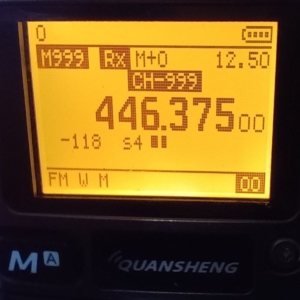 0
M999 RX M+0 12.50
CH-999
446.37500
-118 s4
FM W M 00
M A QUANSHENG